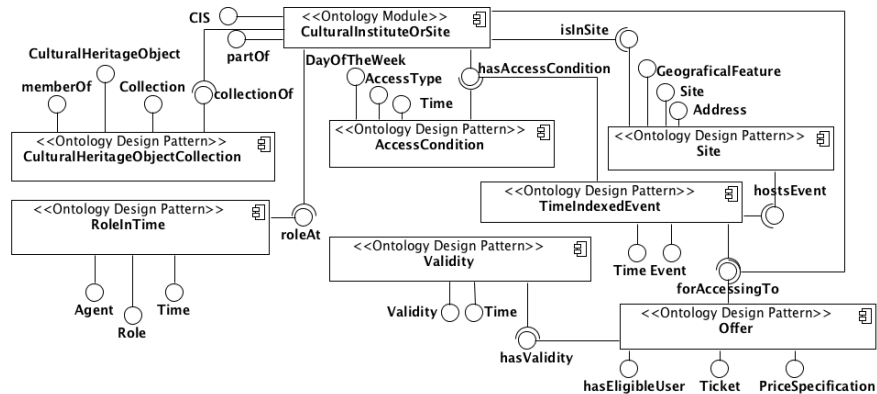 CIS
<<Ontology Module>>
CulturalInstituteOrSite
partOf
isInSite
CulturalHeritageObject
memberOf
Collection
collectionOf
DayOfTheWeek
AccessType
Time
hasAccessCondition
GeograficalFeature
Site
Address
<<Ontology Design Pattern>>
CulturalHeritageObjectCollection
<<Ontology Design Pattern>>
AccessCondition
<<Ontology Design Pattern>>
Site
<<Ontology Design Pattern>>
RoleInTime
roleAt
<<Ontology Design Pattern>>
TimeIndexedEvent
hostsEvent
<<Ontology Design Pattern>>
Validity
Time
Event
forAccessingTo
Agent
Role
Time
Validity
Time
hasValidity
<<Ontology Design Pattern>>
Offer
hasEligibleUser
Ticket
PriceSpecification